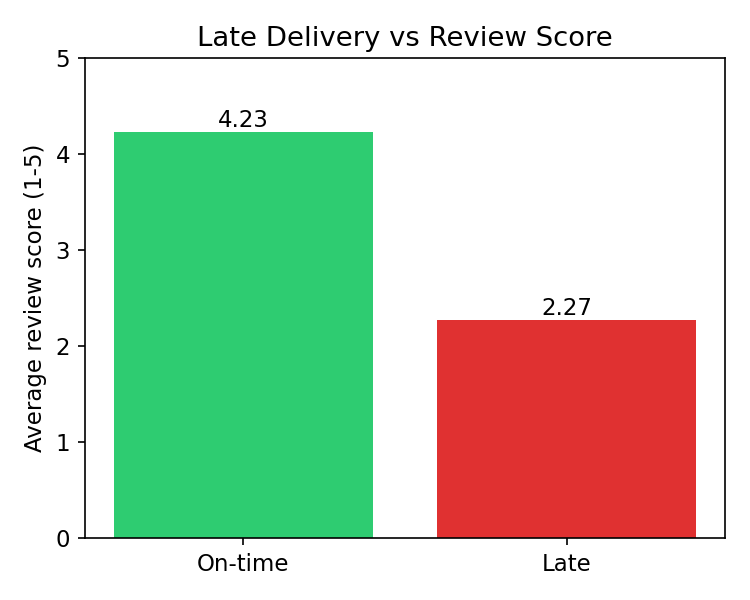 Late Delivery vs Review Score
Average review score (1-5)
5
4
3
2
1
0
4.23
2.27
On-time
Late